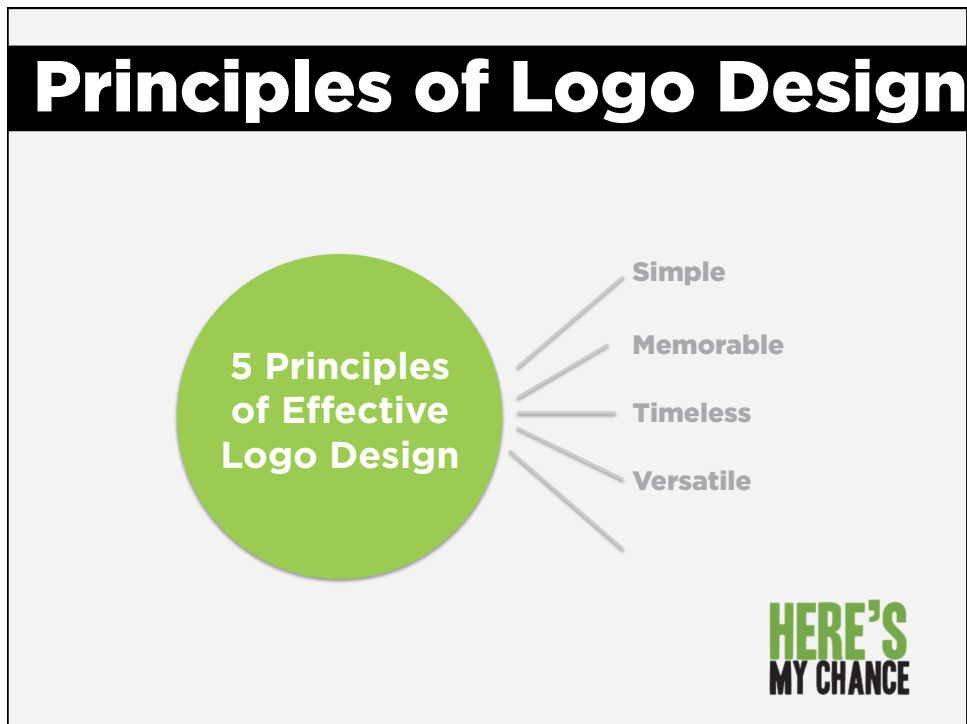 Principles of Logo Design
5 Principles
of Effective
Logo Design
Simple
Memorable
Timeless
Versatile
HERE'S
MY CHANCE